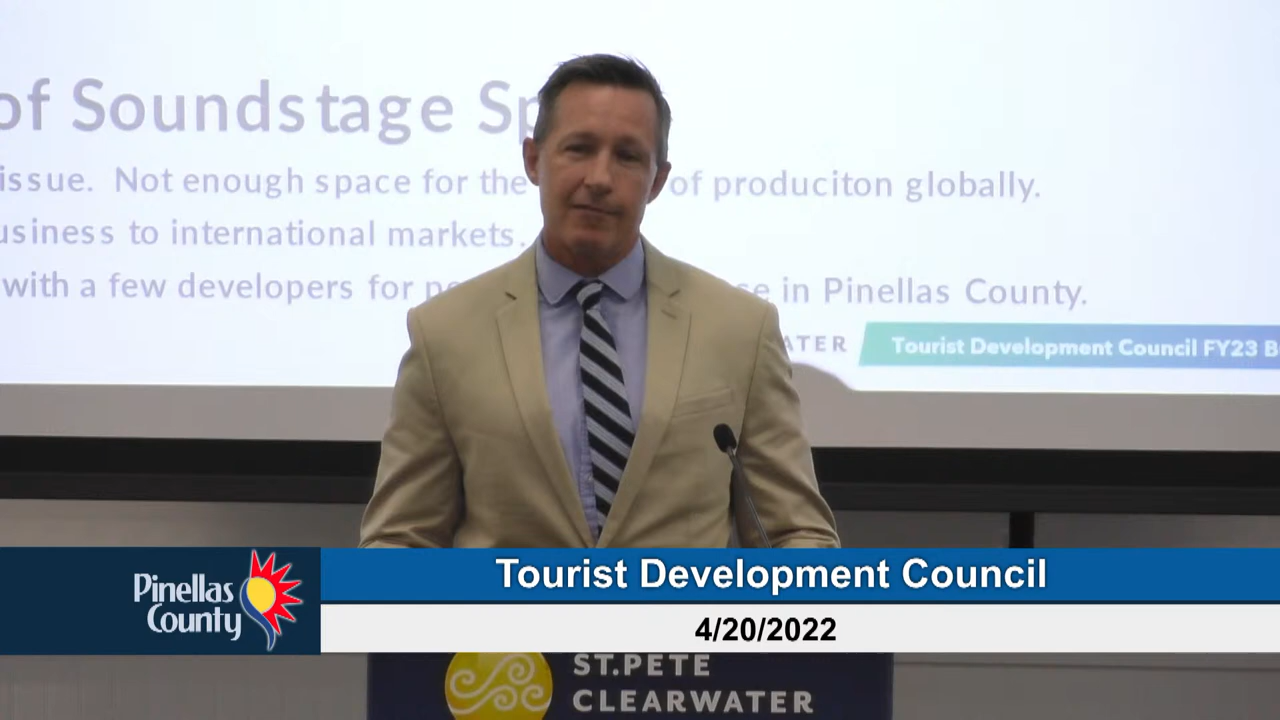 of Soundstage Sp
issue. Not enough space for the of produciton globally.
usiness to international markets.
with a few developers for po se in Pinellas County.
ATER
Tourist Development Council FY23 B
Pinellas
County
Tourist Development Council
4/20/2022
ST.PETE
CLEARWATER